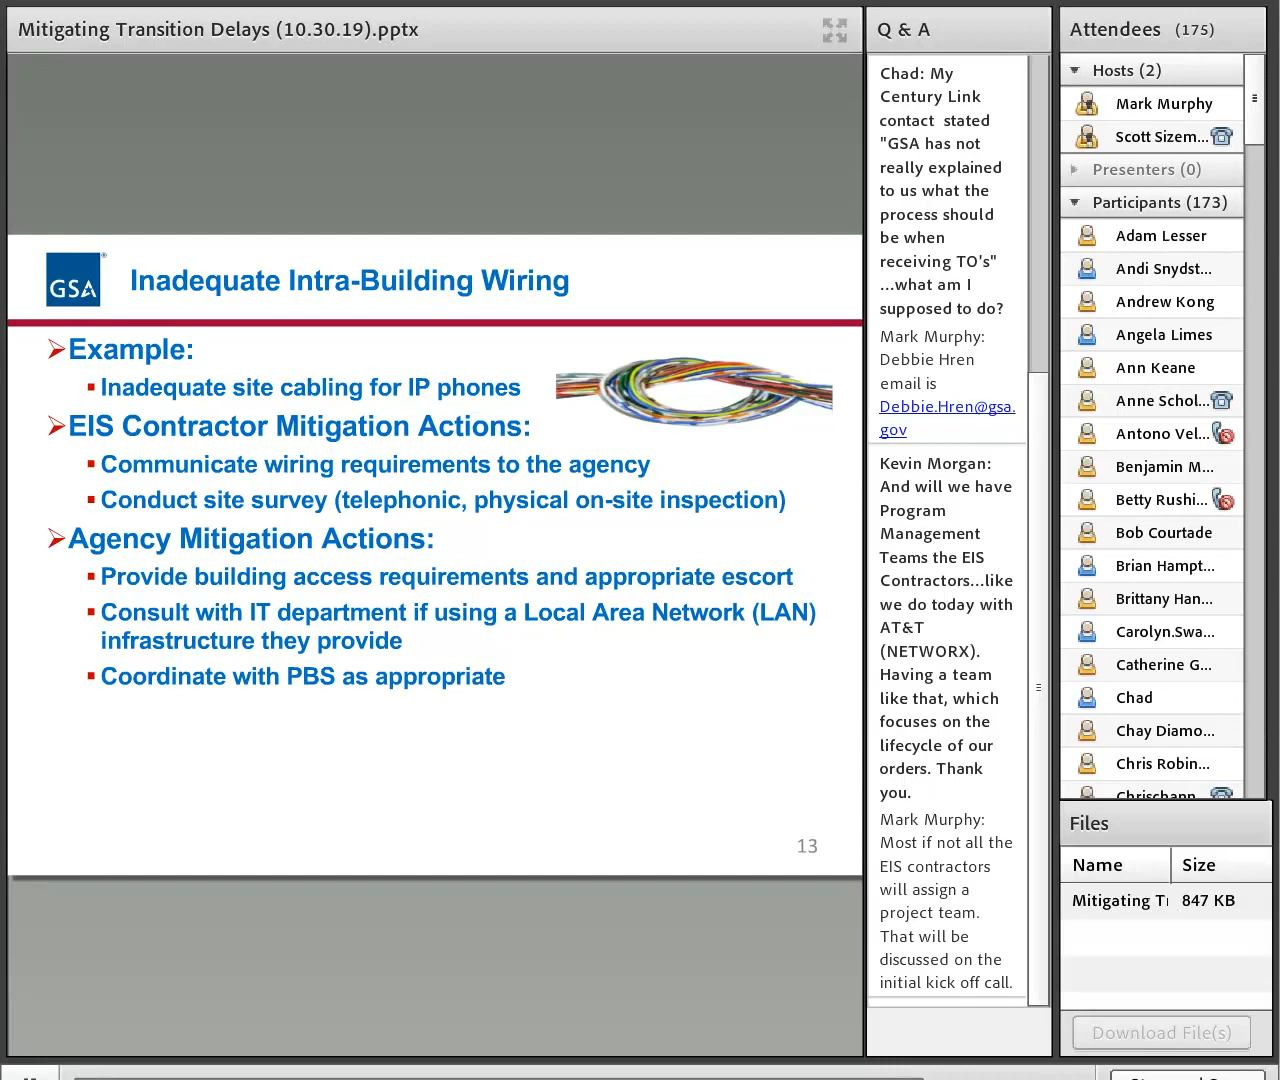 Mitigating Transition Delays (10.30.19).pptx
GSA
®
Inadequate Intra-Building Wiring
Example:
Inadequate site cabling for IP phones
EIS Contractor Mitigation Actions:
Communicate wiring requirements to the agency
Conduct site survey (telephonic, physical on-site inspection)
Agency Mitigation Actions:
Provide building access requirements and appropriate escort
Consult with IT department if using a Local Area Network (LAN)
infrastructure they provide
Coordinate with PBS as appropriate
13
Q & A
Chad: My
Century Link
contact stated
"GSA has not
really explained
to us what the
process should
be when
receiving TO's"
...what am I
supposed to do?
Mark Murphy:
Debbie Hren
email is
Debbie.Hren@gsa.
gov
Kevin Morgan:
And will we have
Program
Management
Teams the EIS
Contractors...like
we do today with
AT&T
(NETWORX).
Having a team
like that, which
focuses on the
lifecycle of our
orders. Thank
you.
Mark Murphy:
Most if not all the
EIS contractors
will assign a
project team.
That will be
discussed on the
initial kick off call.
Attendees (175)
Hosts (2)
Mark Murphy
Scott Sizem...
Presenters (0)
Participants (173)
Adam Lesser
Andi Snydst...
Andrew Kong
Angela Limes
Ann Keane
Anne Schol...
Antono Vel...
Benjamin M...
Betty Rushi...
Bob Courtade
Brian Hampt...
Brittany Han...
Carolyn.Swa...
Catherine G...
Chad
Chay Diamo...
Chris Robin...
Chrischann
Files
Name Size
Mitigating T 847 KB
Download File(s)